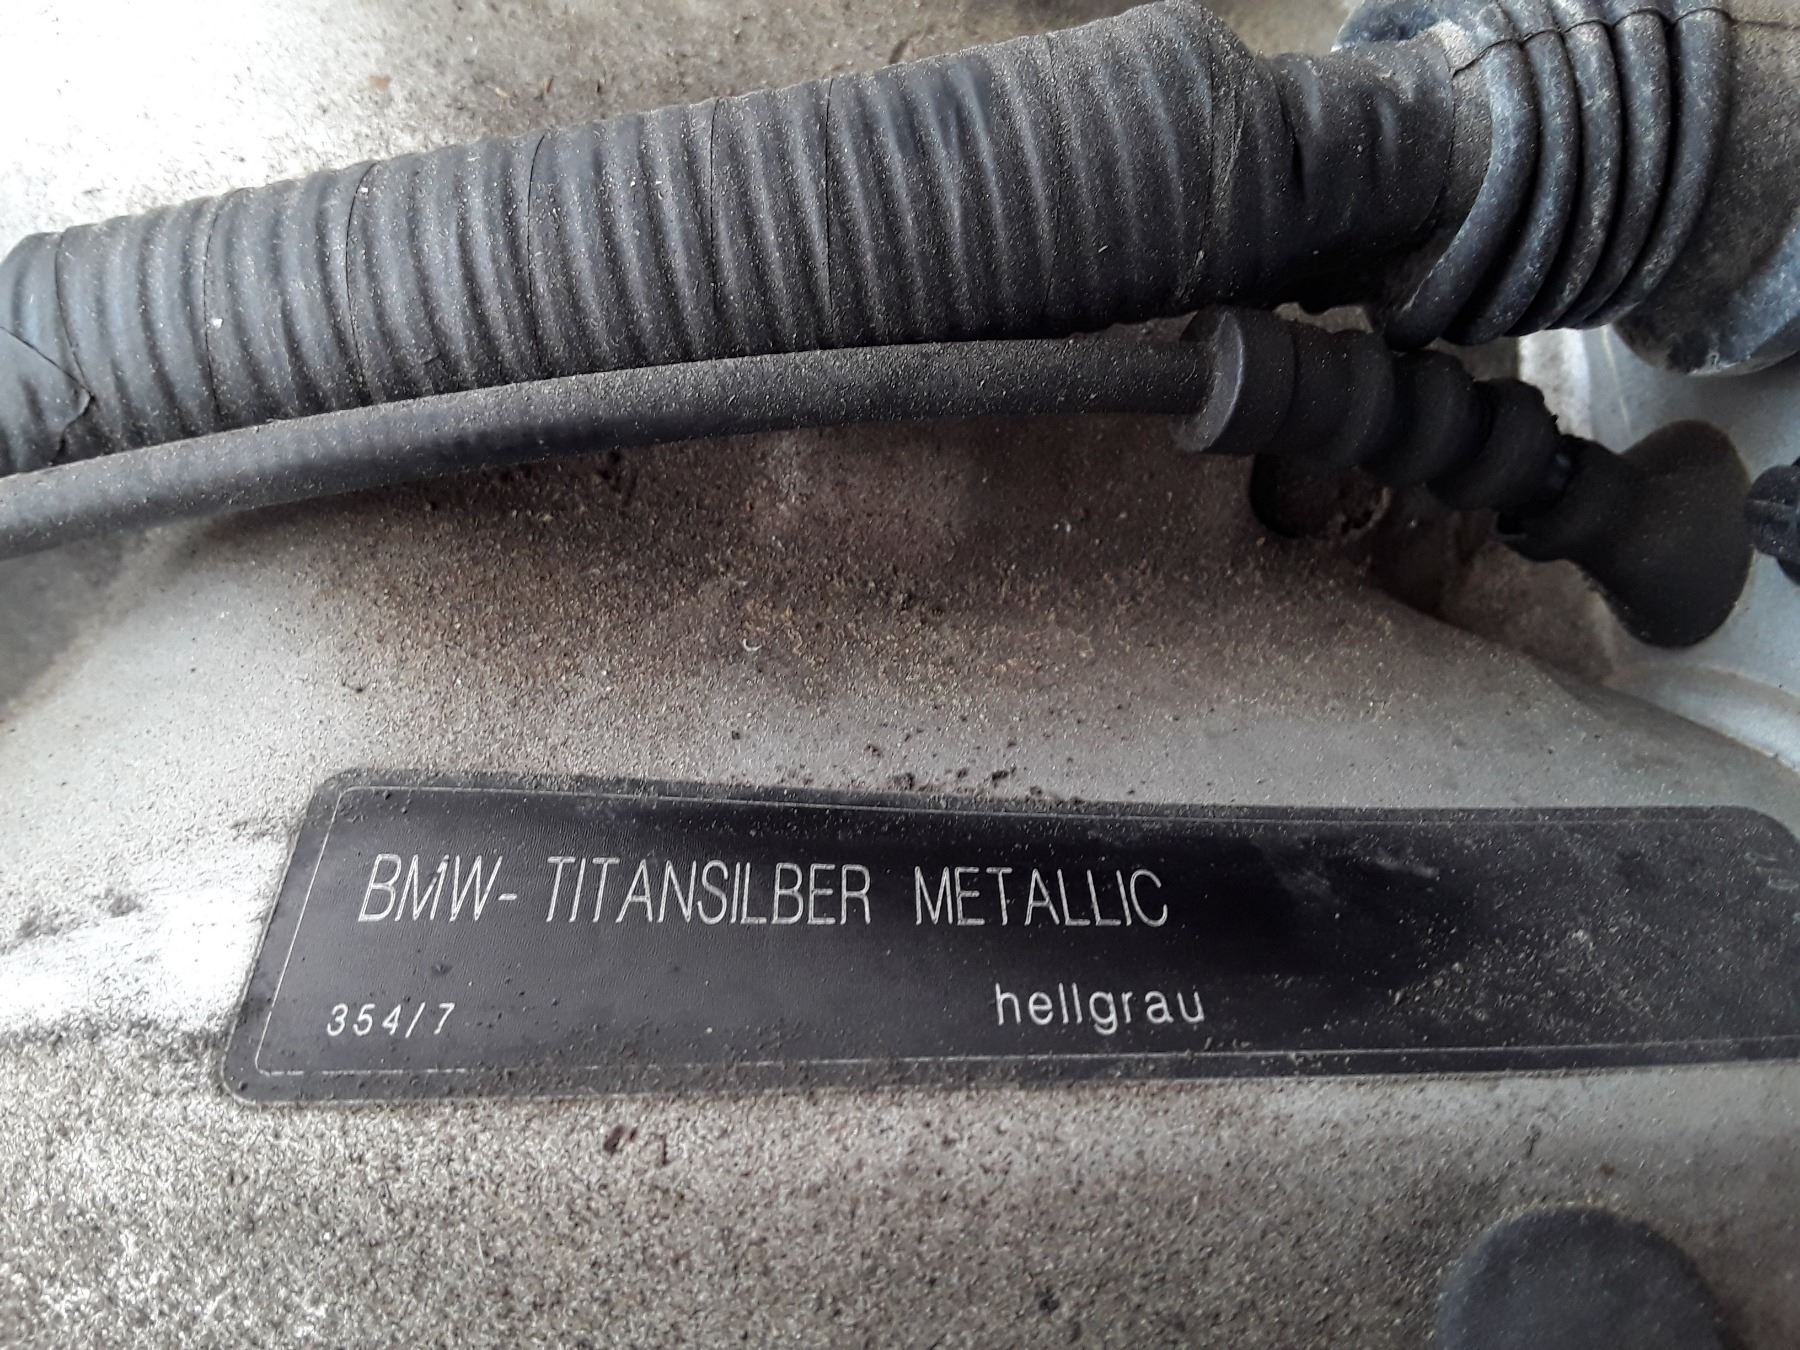 BMW- TITANSILBER METALLIC
354/7 hellgrau